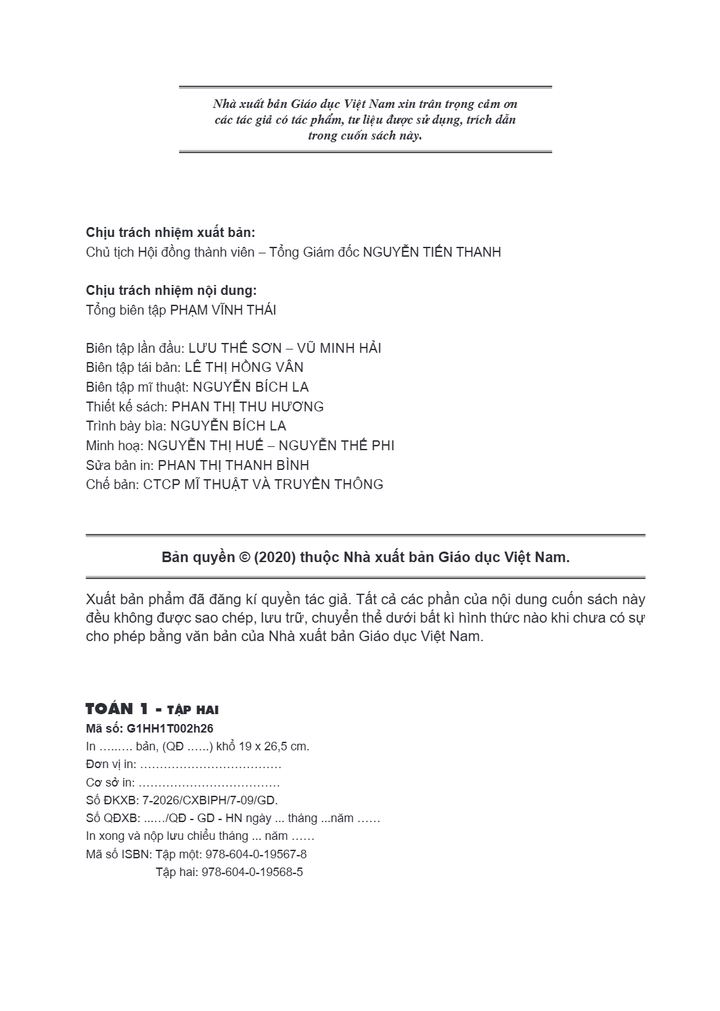 Nhà xuất bản Giáo dục Việt Nam xin trân trọng cảm ơn
các tác giả có tác phẩm, tư liệu được sử dụng, trích dẫn
trong cuốn sách này.
Chịu trách nhiệm xuất bản:
Chủ tịch Hội đồng thành viên – Tổng Giám đốc NGUYỄN TIẾN THANH
Chịu trách nhiệm nội dung:
Tổng biên tập PHẠM VĨNH THÁI
Biên tập lần đầu: LƯU THẾ SƠN – VŨ MINH HẢI
Biên tập tái bản: LÊ THỊ HỒNG VÂN
Biên tập mĩ thuật: NGUYỄN BÍCH LA
Thiết kế sách: PHAN THỊ THU HƯƠNG
Trình bày bìa: NGUYỄN BÍCH LA
Minh hoạ: NGUYỄN THỊ HUẾ – NGUYỄN THẾ PHI
Sửa bản in: PHAN THỊ THANH BÌNH
Chế bản: CTCP MĨ THUẬT VÀ TRUYỀN THÔNG
Bản quyền © (2020) thuộc Nhà xuất bản Giáo dục Việt Nam.
Xuất bản phẩm đã đăng kí quyền tác giả. Tất cả các phần của nội dung cuốn sách này
đều không được sao chép, lưu trữ, chuyển thể dưới bất kì hình thức nào khi chưa có sự
cho phép bằng văn bản của Nhà xuất bản Giáo dục Việt Nam.
TOÁN 1 - TẬP HAI
Mã số: G1HH1T002h26
In …..…. bản, (QĐ ……) khổ 19 x 26,5 cm.
Đơn vị in: ………………………………
Cơ sở in: ………………………………
Số ĐKXB: 7-2026/CXBIPH/7-09/GD.
Số QĐXB: ...…/QĐ - GD - HN ngày ... tháng ...năm ……
In xong và nộp lưu chiểu tháng ... năm ……
Mã số ISBN: Tập một: 978-604-0-19567-8
Tập hai: 978-604-0-19568-5